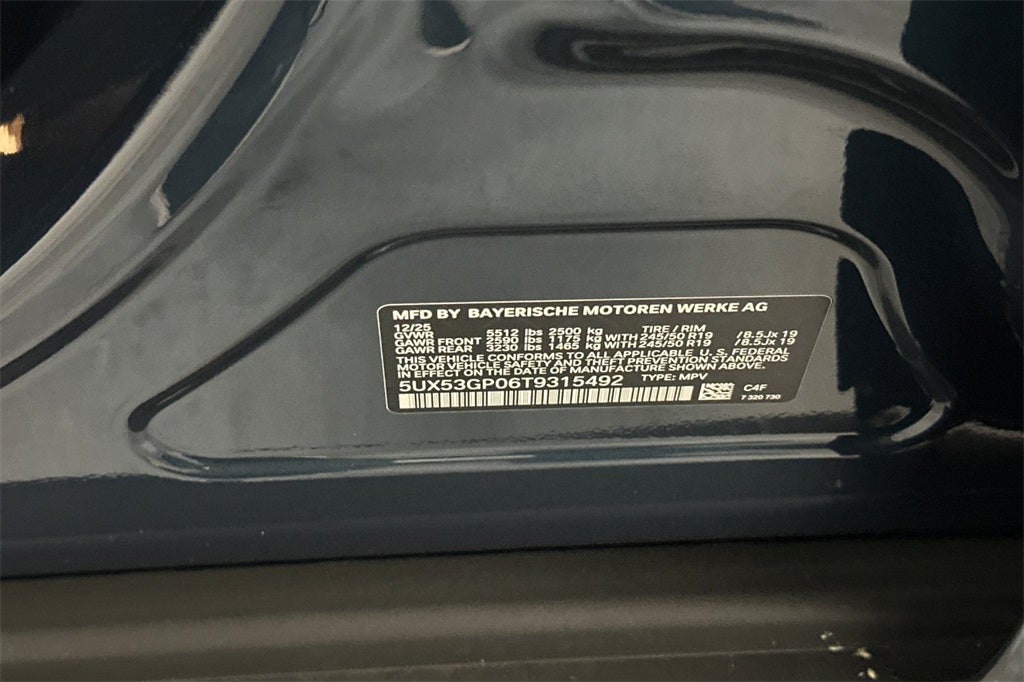 MFD BY BAYERISCHE MOTOREN WERKE AG
12/25 TIRE / RIM
GVWR 5512 lbs 2500 kg
GAWR FRONT 2590 lbs 1175 kg WITH 245/50 R19 / 8.5Jx 19
GAWR REAR 3230 lbs 1465 kg WITH 245/50 R19 / 8.5Jx 19
THIS VEHICLE CONFORMS TO ALL APPLICABLE U. S. FEDERAL
MOTOR VEHICLE SAFETY AND THEFT PREVENTION STANDARDS
IN EFFECT ON DATE OF MANUFACTURE SHOWN ABOVE.
5UX53GP06T9315492 TYPE: MPV
C4F
7 320 730